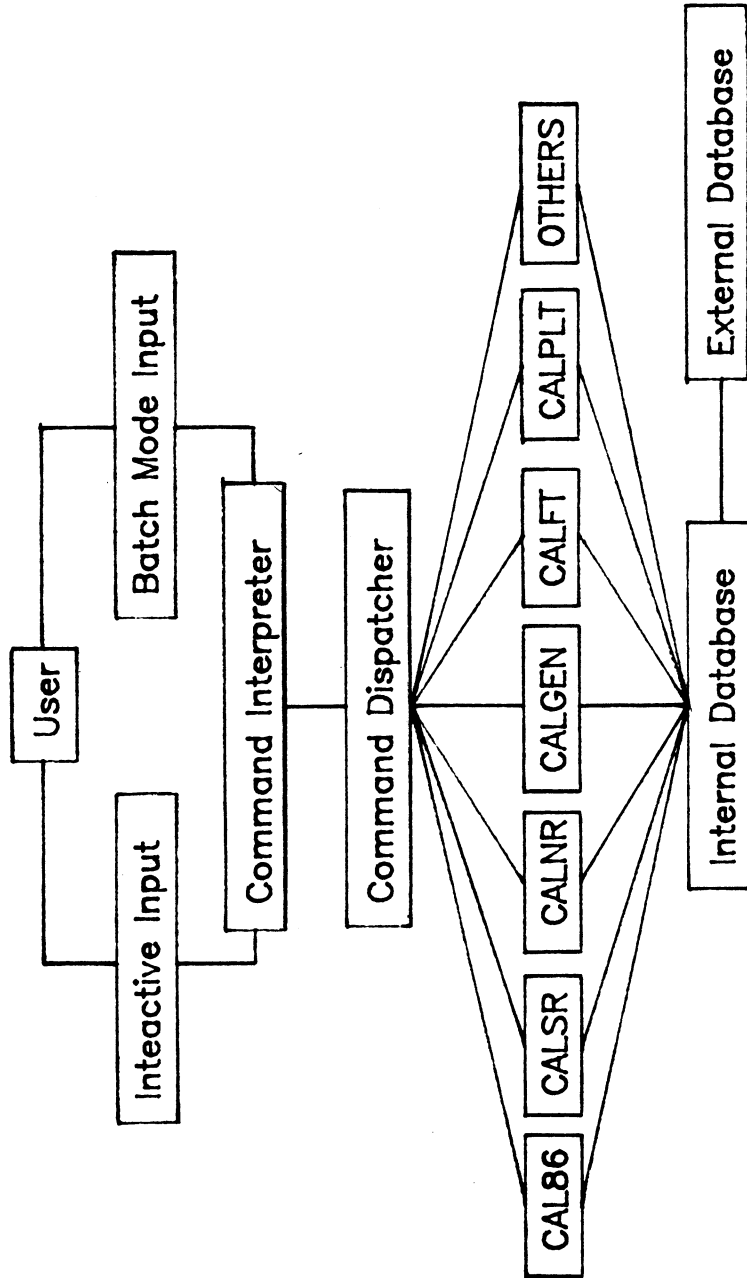 User
Inteactive Input
Batch Mode Input
Command Interpreter
Command Dispatcher
CAL86
CALSR
CALNR
CALGEN
CALFT
CALPLT
OTHERS
Internal Database
External Database